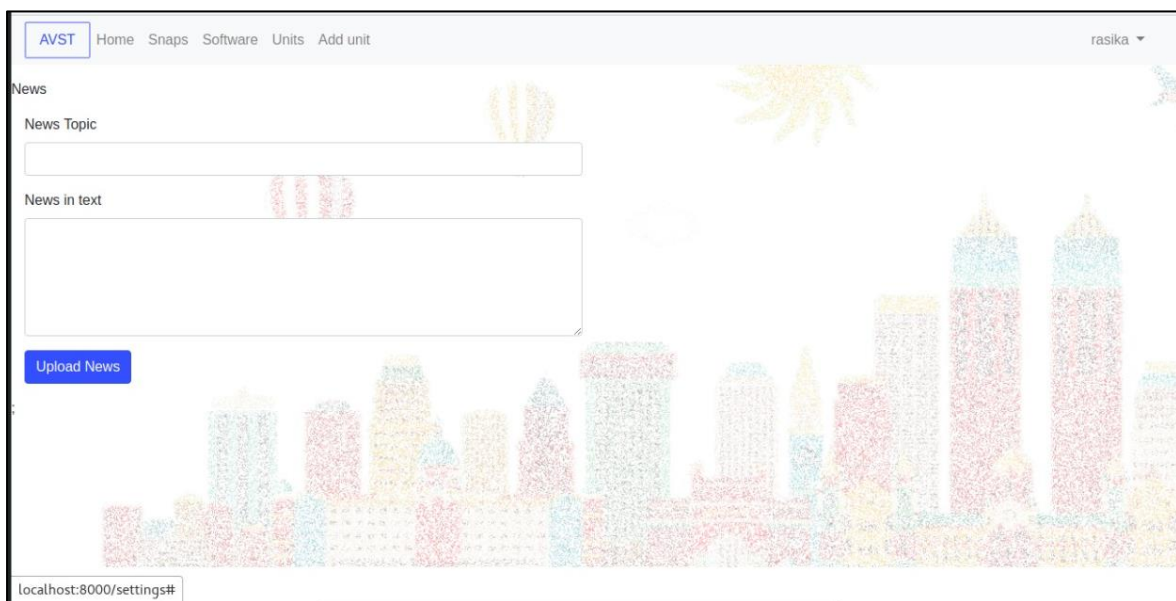 AVST Home Snaps Software Units Add unit rasika
News
News Topic
News in text
Upload News
;
localhost:8000/settings#